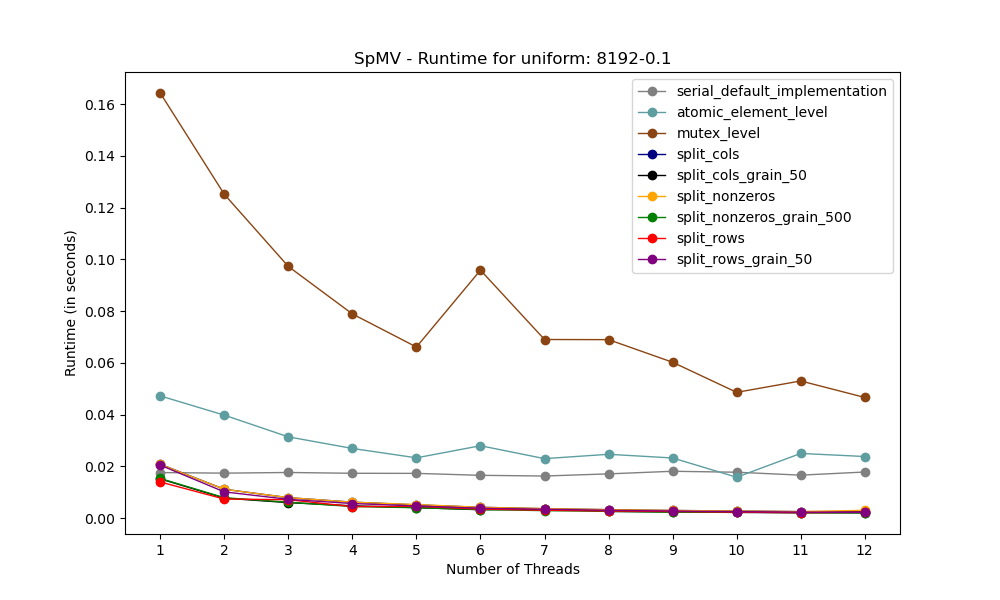 SpMV - Runtime for uniform: 8192-0.1
serial_default_implementation
atomic_element_level
mutex_level
split_cols
split_cols_grain_50
split_nonzeros
split_nonzeros_grain_500
split_rows
split_rows_grain_50
Runtime (in seconds)
0.16
0.14
0.12
0.10
0.08
0.06
0.04
0.02
0.00
1 2 3 4 5 6 7 8 9 10 11 12
Number of Threads